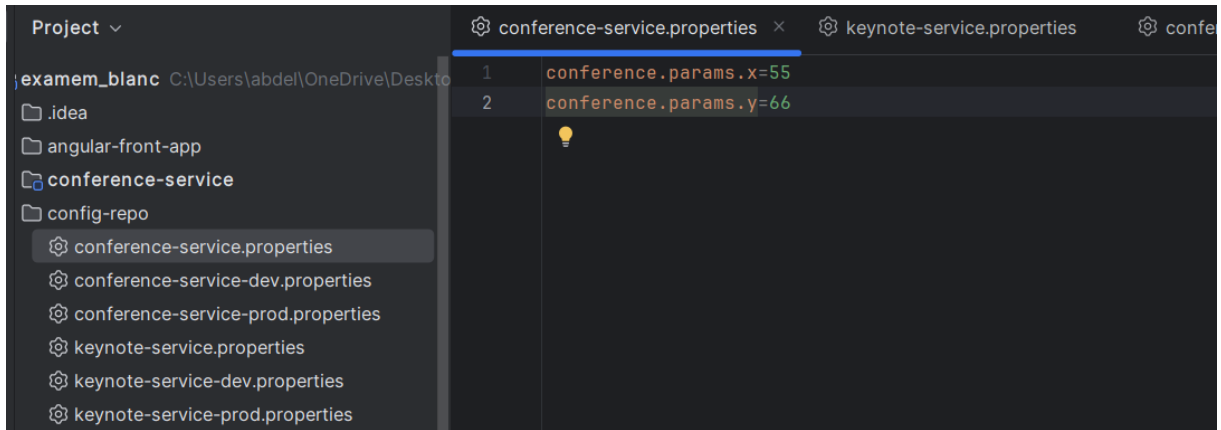 Project
conference-service.properties ×
keynote-service.properties
examem_blanc C:\Users\abdel\OneDrive\Deskto
.idea
angular-front-app
conference-service
config-repo
conference-service.properties
conference-service-dev.properties
conference-service-prod.properties
keynote-service.properties
keynote-service-dev.properties
keynote-service-prod.properties
1 conference.params.x=55
2 conference.params.y=66